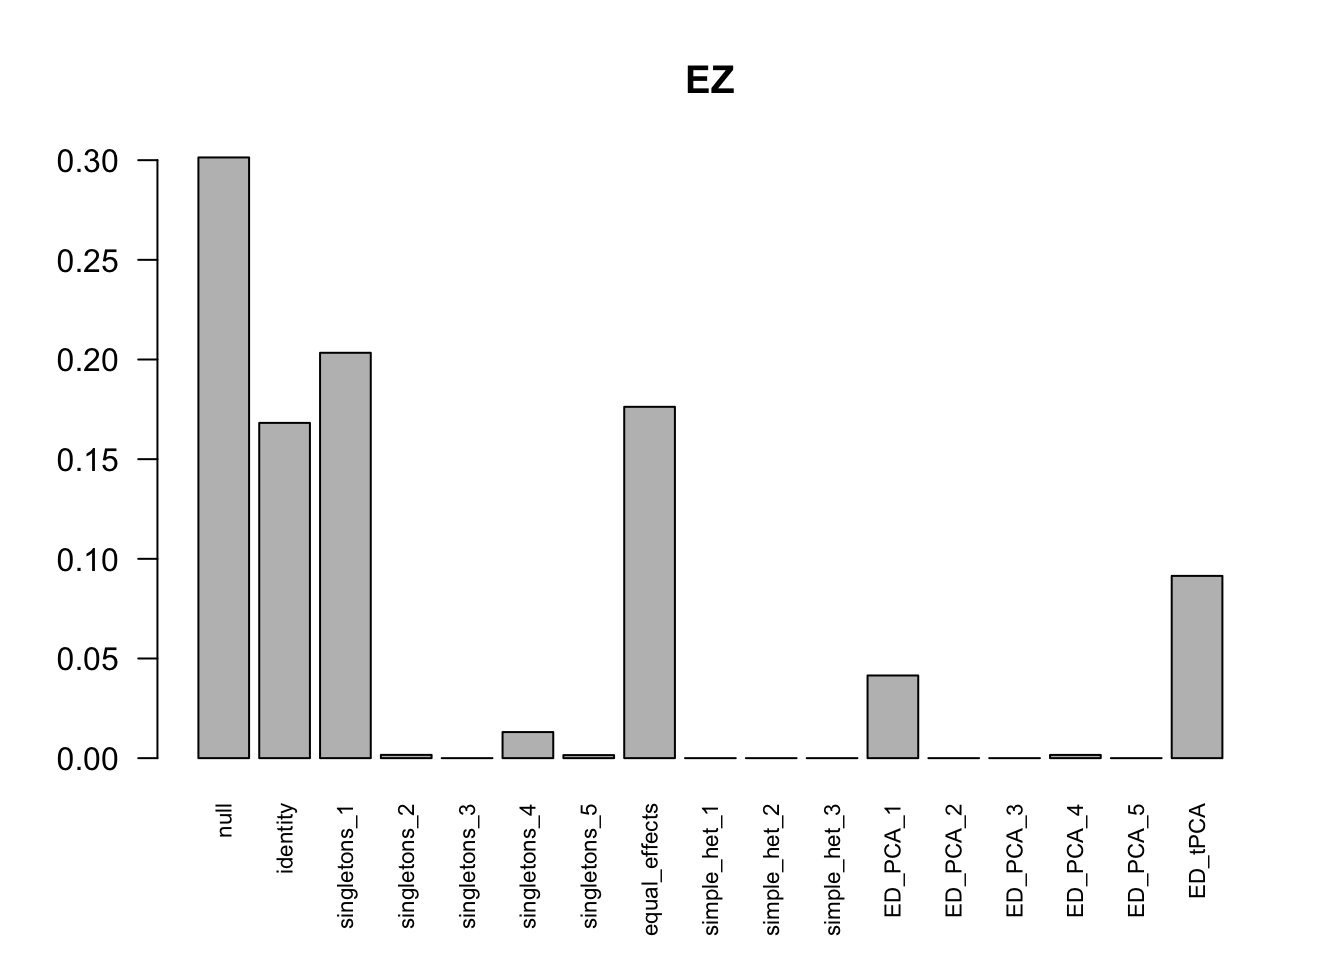 EZ
0.30
0.25
0.20
0.15
0.10
0.05
0.00
null
identity
singletons_1
singletons_2
singletons_3
singletons_4
singletons_5
equal_effects
simple_het_1
simple_het_2
simple_het_3
ED_PCA_1
ED_PCA_2
ED_PCA_3
ED_PCA_4
ED_PCA_5
ED_tPCA